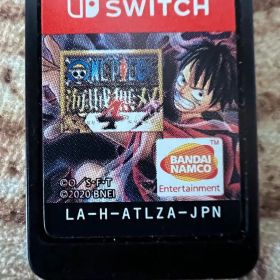 SWITCH
ONE PIECE
海賊無双
4
BANDAI
NAMCO
Entertainment
©O/S・F・T
©2020 BNEI
LA-H-ATLZA-JPN